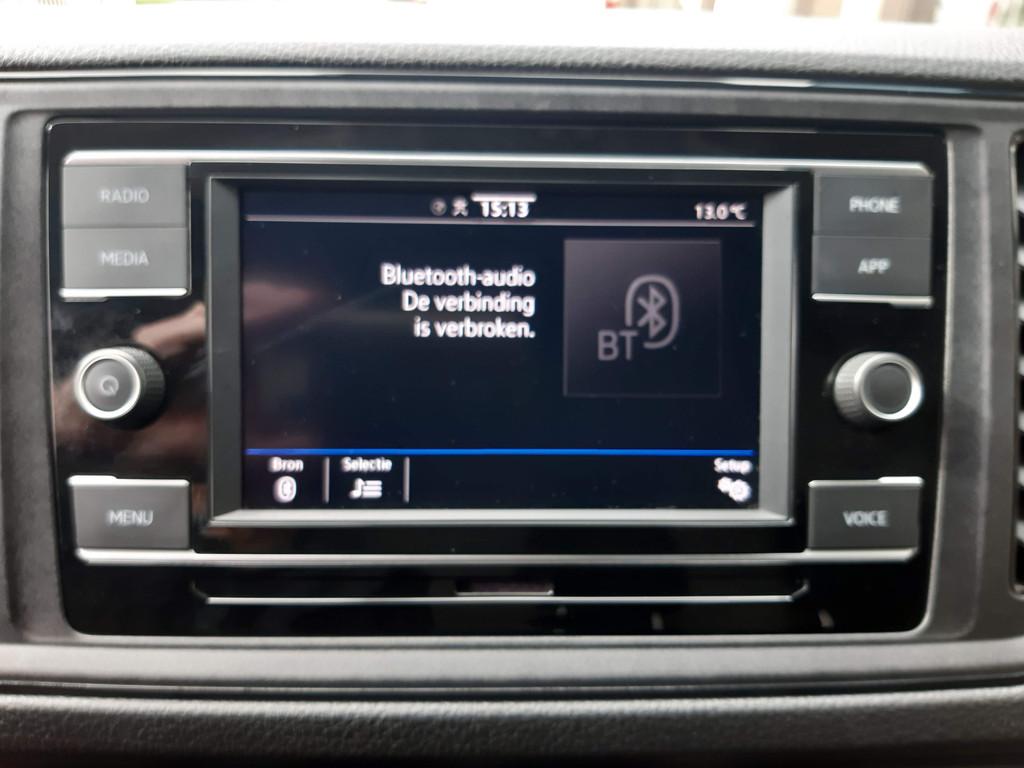 RADIO
MEDIA
MENU
15:13
13.0°C
Bluetooth-audio
De verbinding
is verbroken.
BT
Bron
Selectie
Setup
PHONE
APP
VOICE